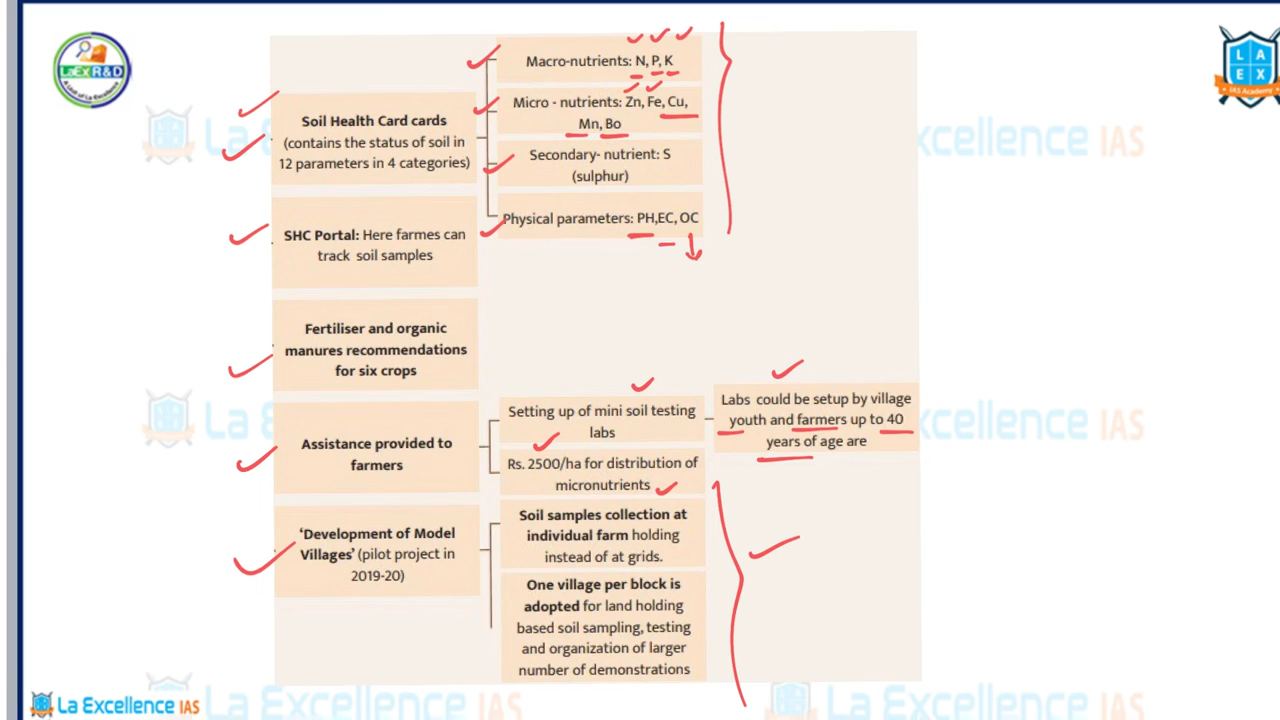 LaEx R&D
A Unit of La Excellence
L A
E X
IAS Academy
Soil Health Card cards
(contains the status of soil in
12 parameters in 4 categories)
Macro-nutrients: N, P, K
Micro - nutrients: Zn, Fe, Cu,
Mn, Bo
Secondary- nutrient: S
(sulphur)
Physical parameters: PH,EC, OC
SHC Portal: Here farmes can
track soil samples
Fertiliser and organic
manures recommendations
for six crops
Assistance provided to
farmers
Setting up of mini soil testing
labs
Labs could be setup by village
youth and farmers up to 40
years of age are
Rs. 2500/ha for distribution of
micronutrients
'Development of Model
Villages' (pilot project in
2019-20)
Soil samples collection at
individual farm holding
instead of at grids.
One village per block is
adopted for land holding
based soil sampling, testing
and organization of larger
number of demonstrations
La Excellence IAS